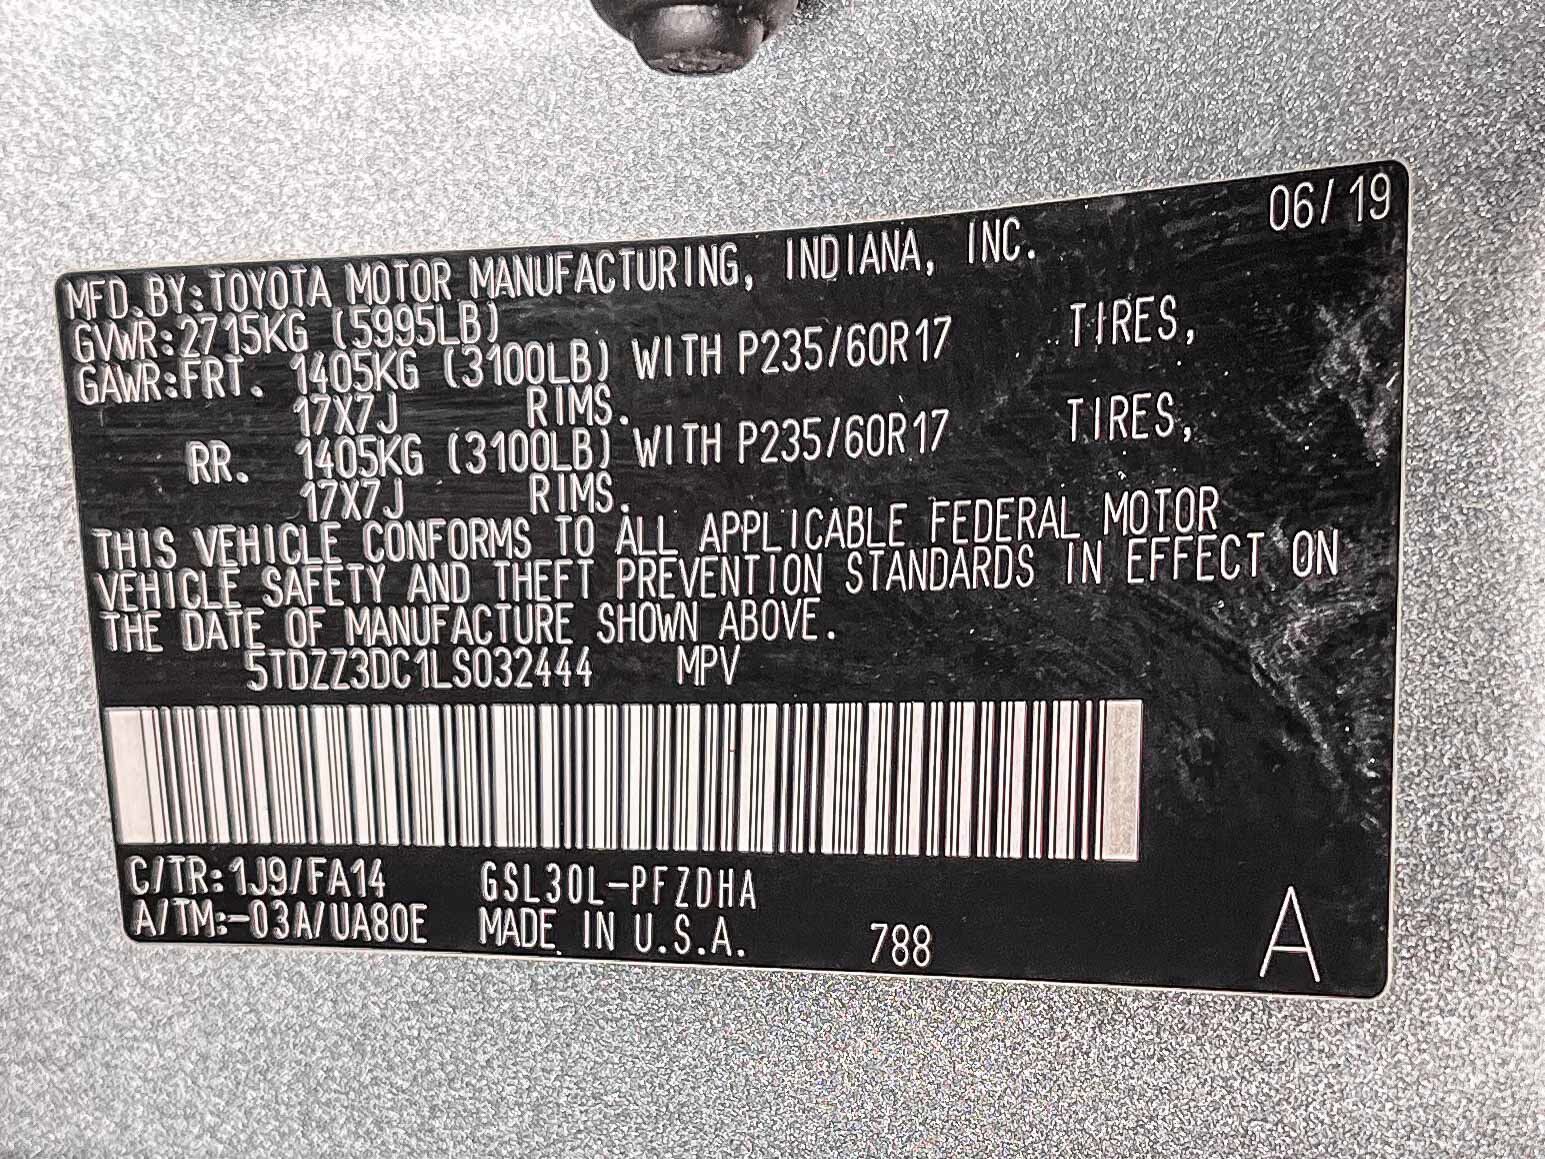 06/19
MFD.BY:TOYOTA MOTOR MANUFACTURING, INDIANA, INC.
GVWR:2715KG (5995LB)
GAWR:FRT. 1405KG (3100LB) WITH P235/60R17 TIRES,
17X7J RIMS.
RR. 1405KG (3100LB) WITH P235/60R17 TIRES,
17X7J RIMS.
THIS VEHICLE CONFORMS TO ALL APPLICABLE FEDERAL MOTOR
VEHICLE SAFETY AND THEFT PREVENTION STANDARDS IN EFFECT ON
THE DATE OF MANUFACTURE SHOWN ABOVE.
5TDZZ3DC1LS032444 MPV
C/TR:1J9/FA14 GSL30L-PFZDHA
A/TM:-03A/UA80E MADE IN U.S.A. 788 A